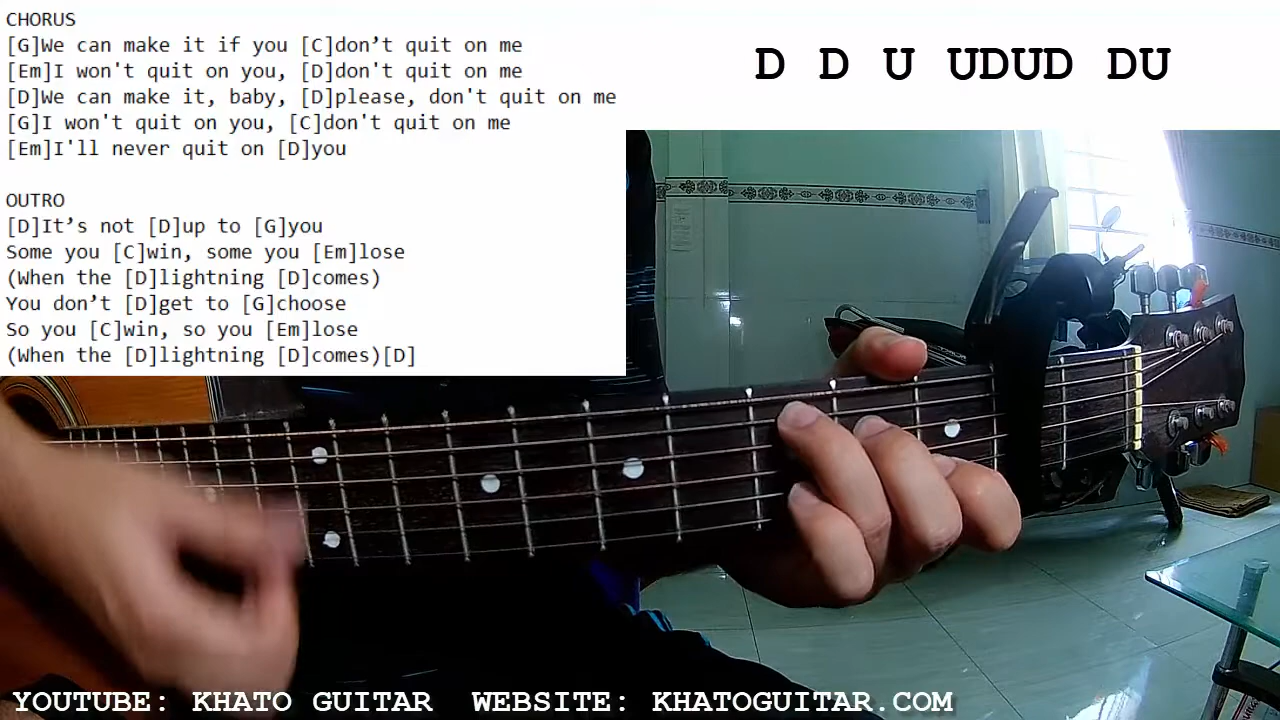 CHORUS
[G]We can make it if you [C]don’t quit on me
[Em]I won't quit on you, [D]don't quit on me
[D]We can make it, baby, [D]please, don't quit on me
[G]I won't quit on you, [C]don't quit on me
[Em]I'll never quit on [D]you
OUTRO
[D]It’s not [D]up to [G]you
Some you [C]win, some you [Em]lose
(When the [D]lightning [D]comes)
You don’t [D]get to [G]choose
So you [C]win, so you [Em]lose
(When the [D]lightning [D]comes)[D]
D D U UDUD DU
YOUTUBE: KHATO GUITAR WEBSITE: KHATOGUITAR.COM